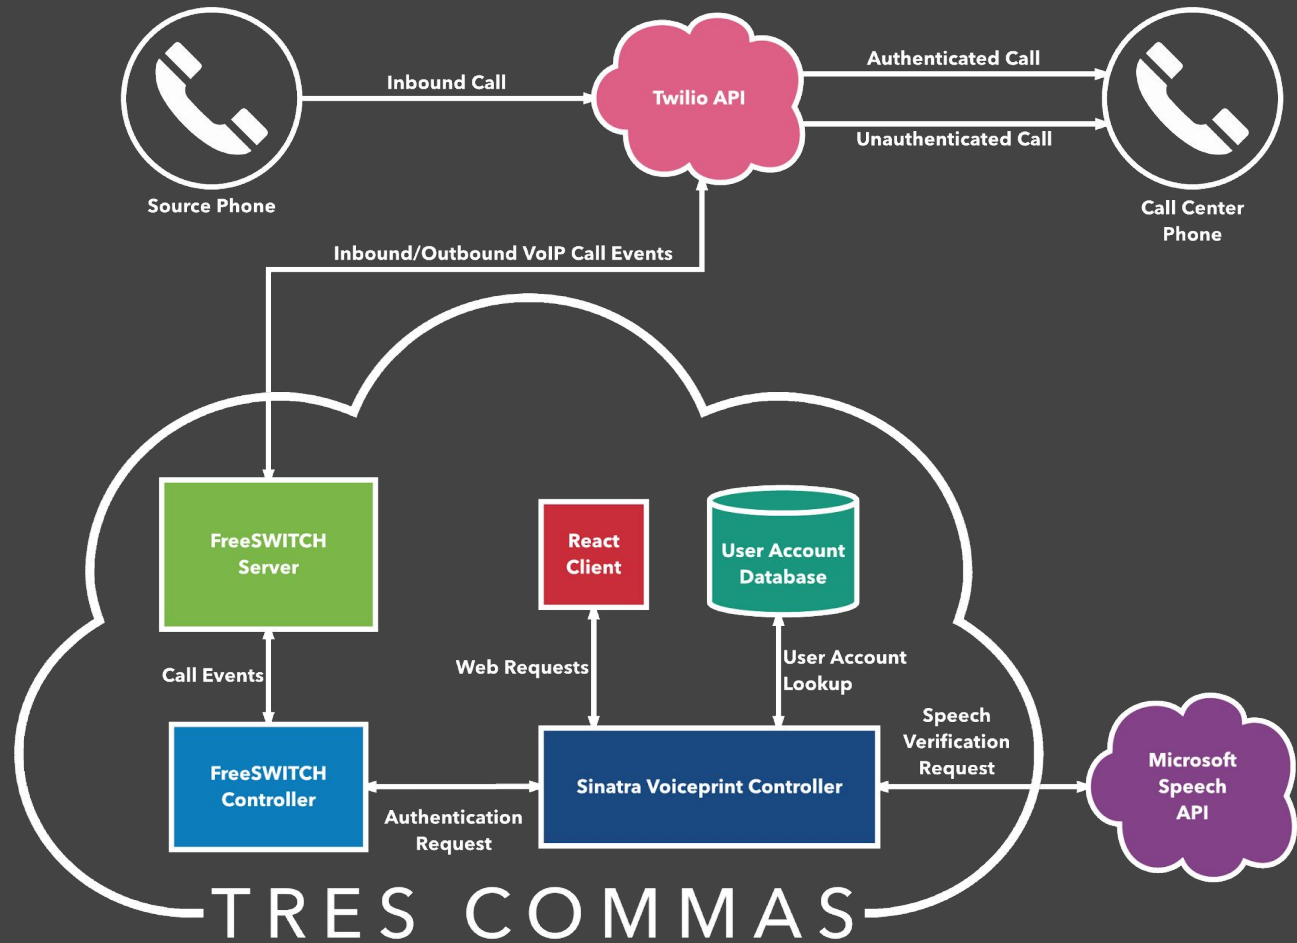 Inbound Call
Twilio API
Authenticated Call
Unauthenticated Call
Source Phone
Call Center
Phone
Inbound/Outbound VoIP Call Events
FreeSWITCH
Server
React
Client
User Account
Database
Call Events
Web Requests
User Account
Lookup
Speech
Verification
Request
FreeSWITCH
Controller
Authentication
Request
Sinatra Voiceprint Controller
Microsoft
Speech
API
TRES COMMAS